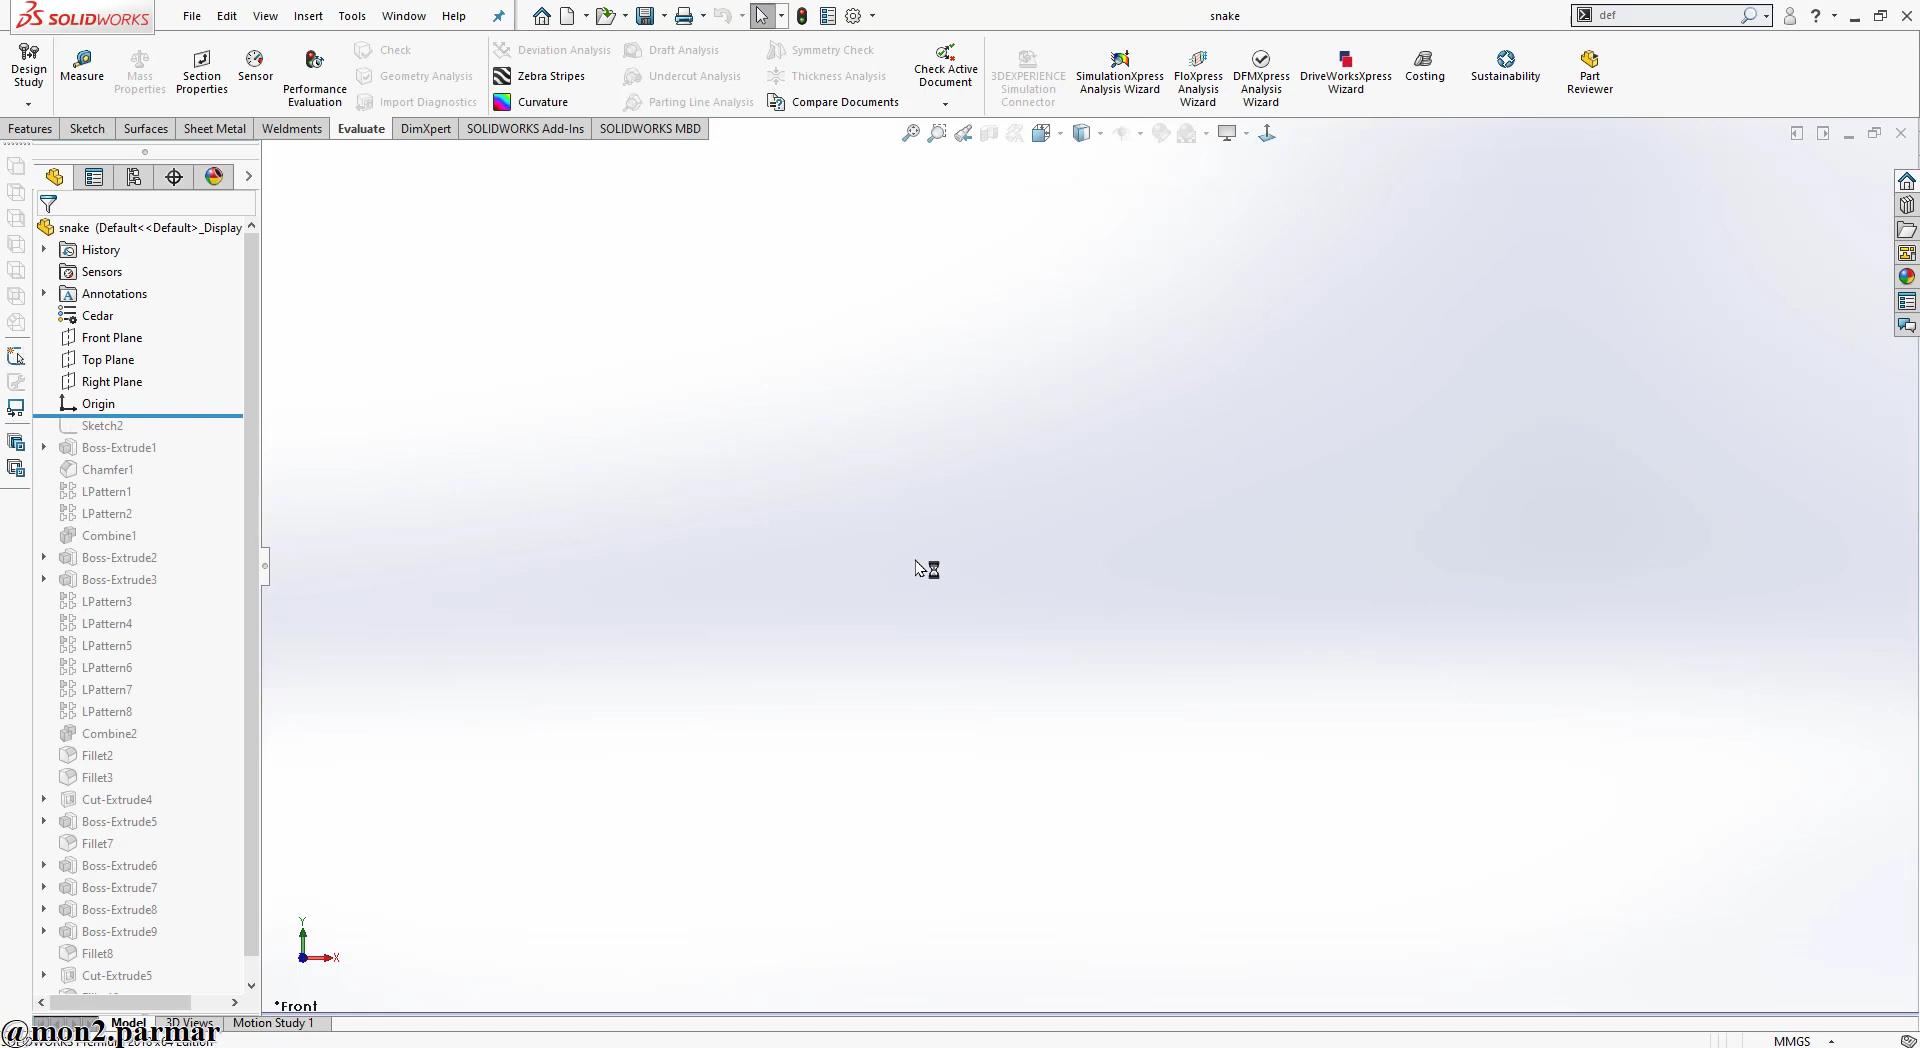 SOLIDWORKS File Edit View Insert Tools Window Help snake def
Design Study Measure Mass Properties Section Properties Sensor Performance Evaluation
Check
Geometry Analysis
Import Diagnostics
Deviation Analysis
Zebra Stripes
Curvature
Draft Analysis
Undercut Analysis
Parting Line Analysis
Symmetry Check
Thickness Analysis
Compare Documents
Check Active Document
3DEXPERIENCE Simulation Connector
SimulationXpress Analysis Wizard
FloXpress Analysis Wizard
DFMXpress Analysis Wizard
DriveWorksXpress Wizard
Costing
Sustainability
Part Reviewer
Features Sketch Surfaces Sheet Metal Weldments Evaluate DimXpert SOLIDWORKS Add-Ins SOLIDWORKS MBD
snake (Default<<Default>_Display
History
Sensors
Annotations
Cedar
Front Plane
Top Plane
Right Plane
Origin
Sketch2
Boss-Extrude1
Chamfer1
LPattern1
LPattern2
Combine1
Boss-Extrude2
Boss-Extrude3
LPattern3
LPattern4
LPattern5
LPattern6
LPattern7
LPattern8
Combine2
Fillet2
Fillet3
Cut-Extrude4
Boss-Extrude5
Fillet7
Boss-Extrude6
Boss-Extrude7
Boss-Extrude8
Boss-Extrude9
Fillet8
Cut-Extrude5
Y
X
*Front
Model 3D Views Motion Study 1
@mon2.parmar
MMGS